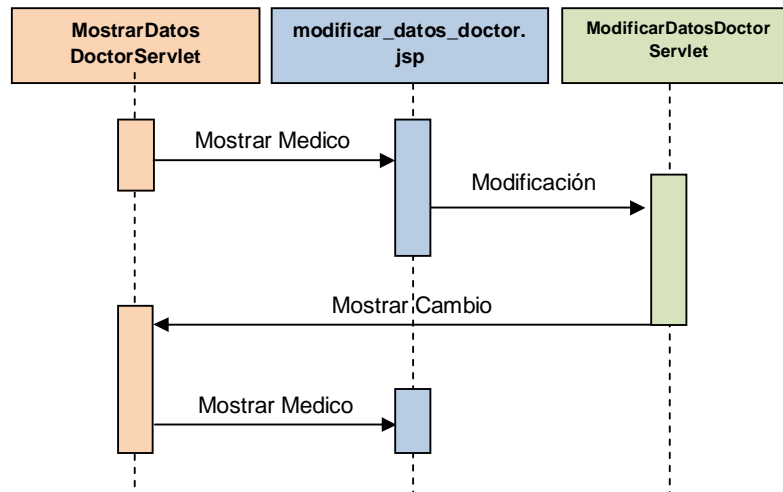 MostrarDatos
DoctorServlet
modificar_datos_doctor.
jsp
ModificarDatosDoctor
Servlet
Mostrar Medico
Modificación
Mostrar Cambio
Mostrar Medico